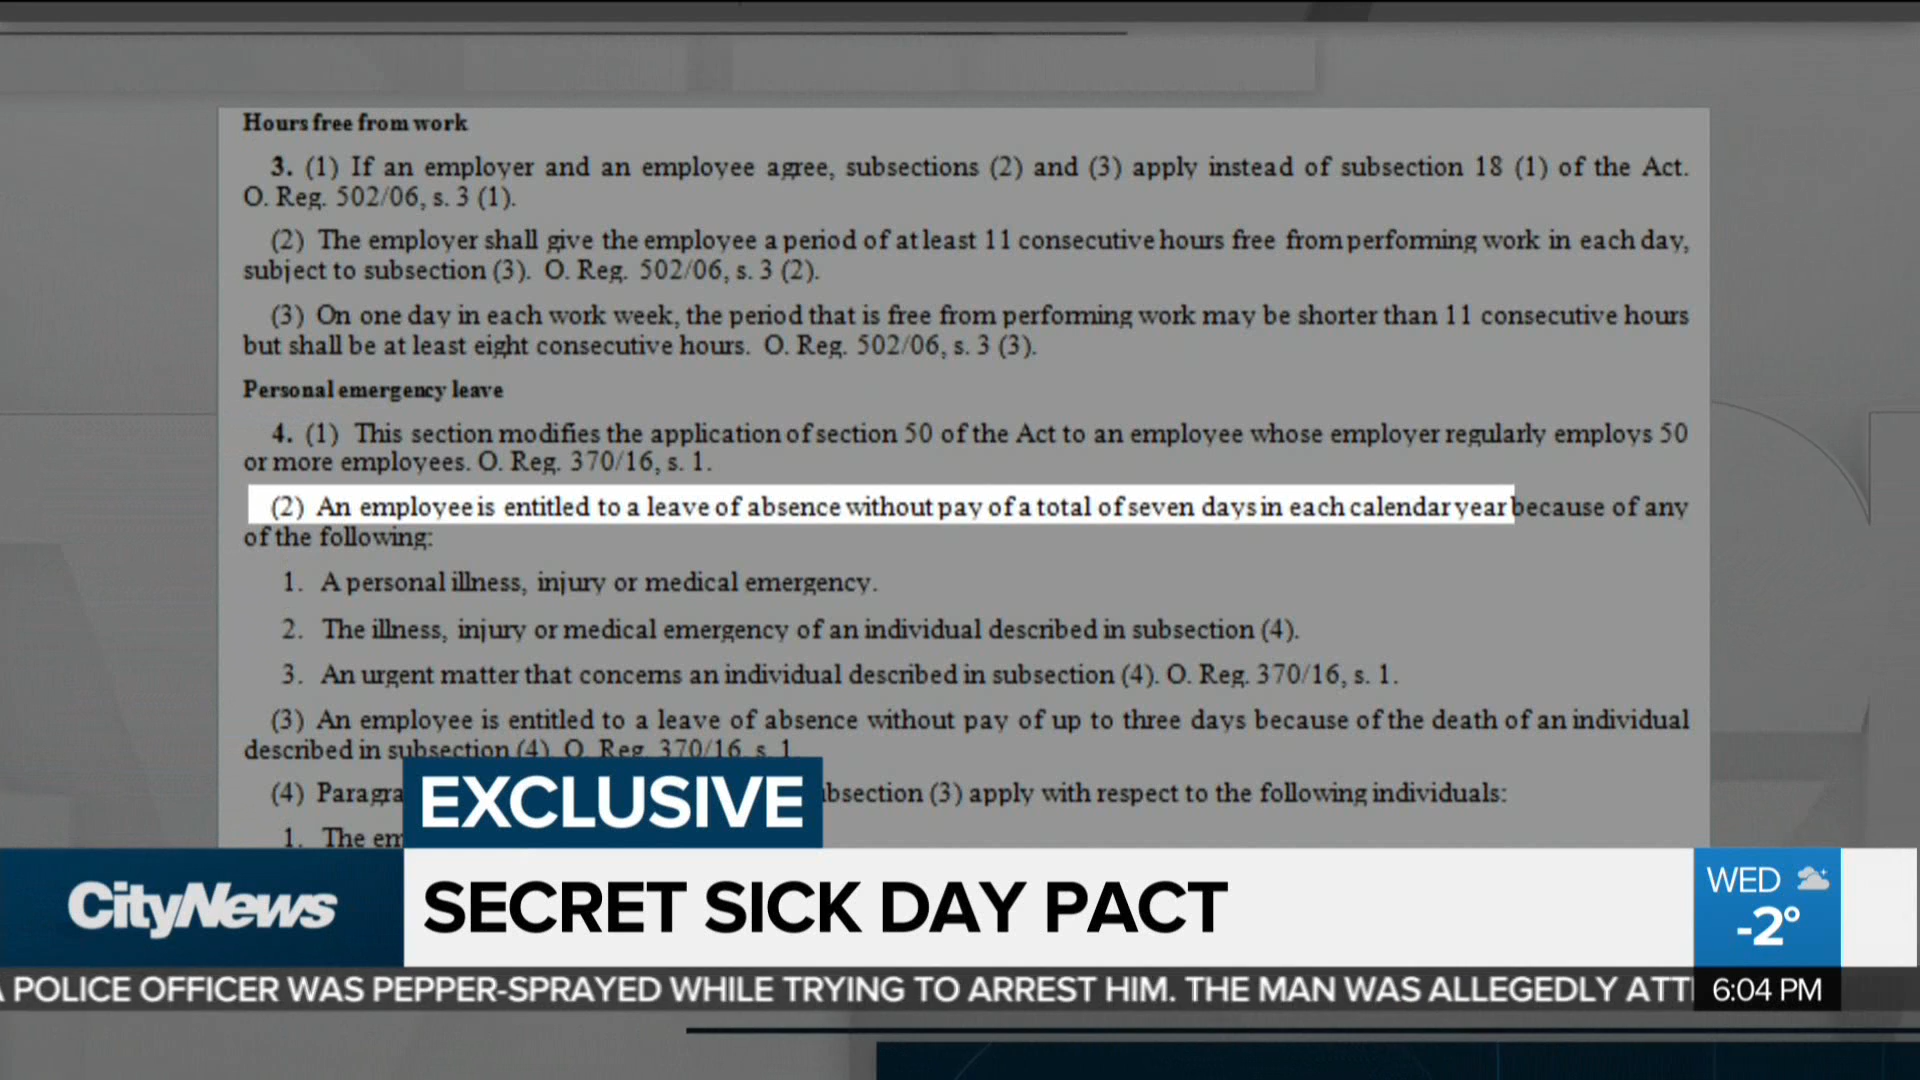 Hours free from work
3. (1) If an employer and an employee agree, subsections (2) and (3) apply instead of subsection 18 (1) of the Act.
O. Reg. 502/06, s. 3 (1).
(2) The employer shall give the employee a period of at least 11 consecutive hours free from performing work in each day,
subject to subsection (3). O. Reg. 502/06, s. 3 (2).
(3) On one day in each work week, the period that is free from performing work may be shorter than 11 consecutive hours
but shall be at least eight consecutive hours. O. Reg. 502/06, s. 3 (3).
Personal emergency leave
4. (1) This section modifies the application of section 50 of the Act to an employee whose employer regularly employs 50
or more employees. O. Reg. 370/16, s. 1.
(2) An employee is entitled to a leave of absence without pay of a total of seven days in each calendar year because of any
of the following:
1. A personal illness, injury or medical emergency.
2. The illness, injury or medical emergency of an individual described in subsection (4).
3. An urgent matter that concerns an individual described in subsection (4). O. Reg. 370/16, s. 1.
(3) An employee is entitled to a leave of absence without pay of up to three days because of the death of an individual
described in subsection (4). O. Reg. 370/16, s. 1.
(4) Paragra bsection (3) apply with respect to the following individuals:
1. The em
EXCLUSIVE
CityNews
SECRET SICK DAY PACT
WED
-2°
A POLICE OFFICER WAS PEPPER-SPRAYED WHILE TRYING TO ARREST HIM. THE MAN WAS ALLEGEDLY ATT
6:04 PM